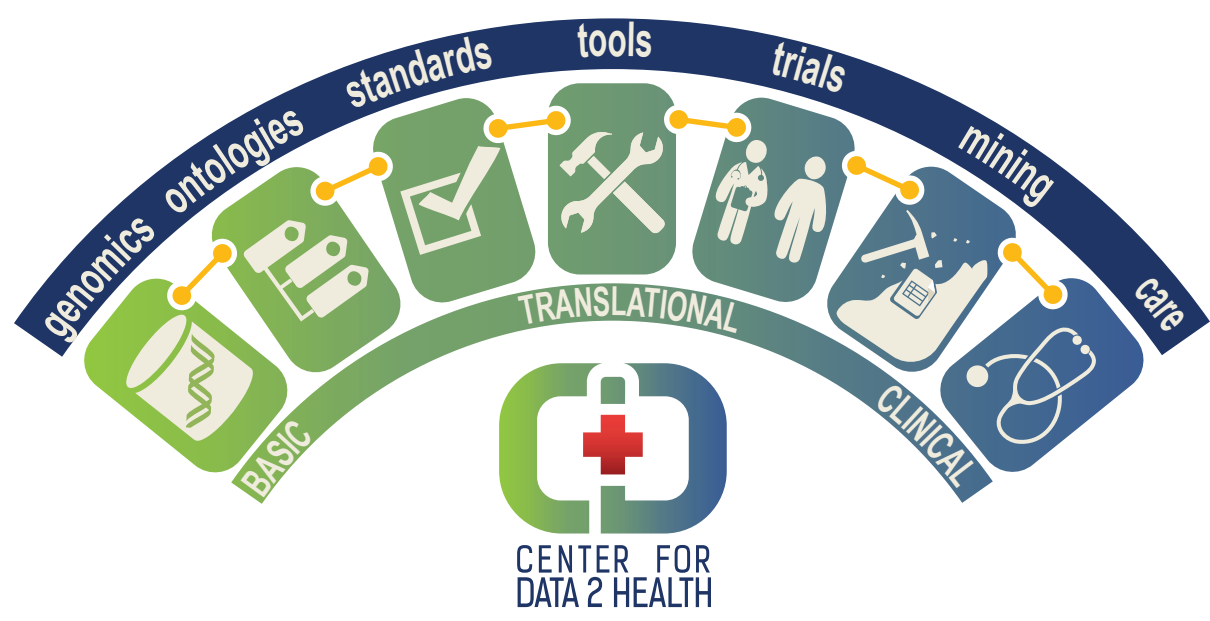 genomics
ontologies
standards
tools
trials
mining
care
BASIC
TRANSLATIONAL
CLINICAL
CENTER FOR
DATA 2 HEALTH